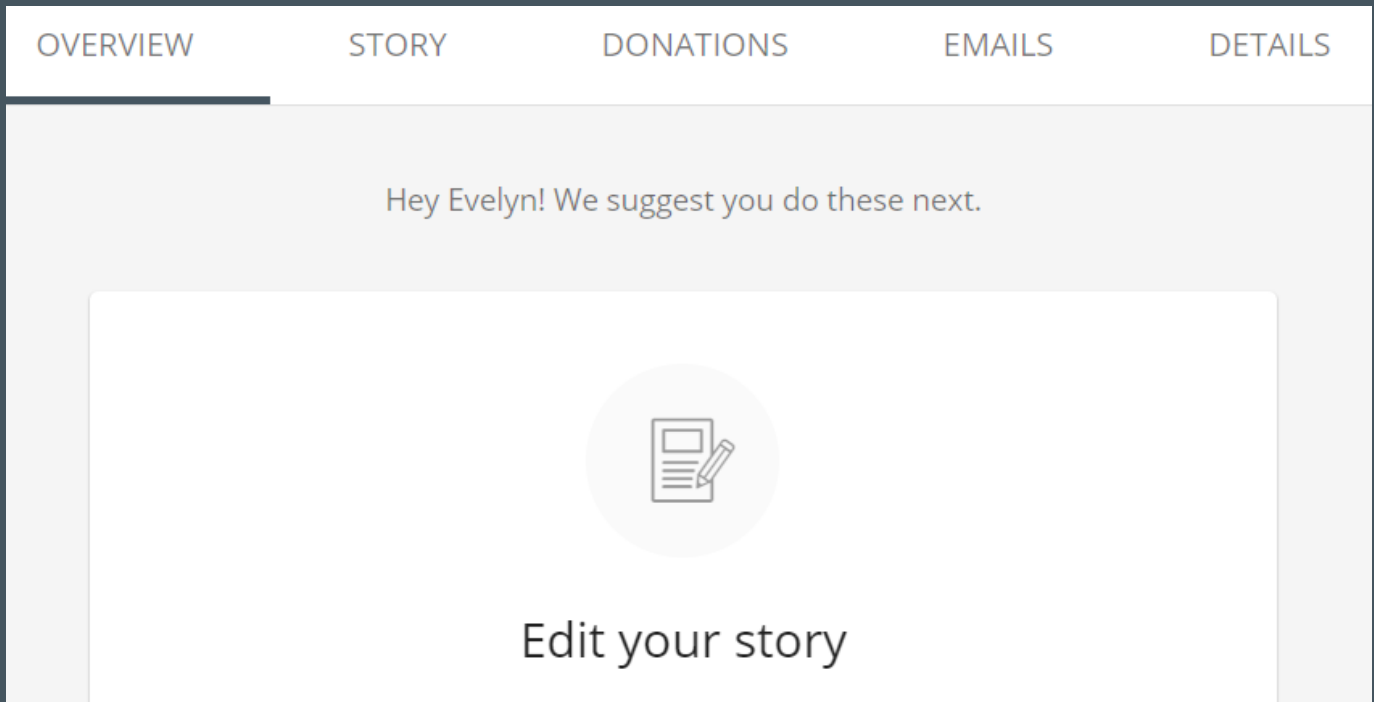 OVERVIEW STORY DONATIONS EMAILS DETAILS
Hey Evelyn! We suggest you do these next.
Edit your story